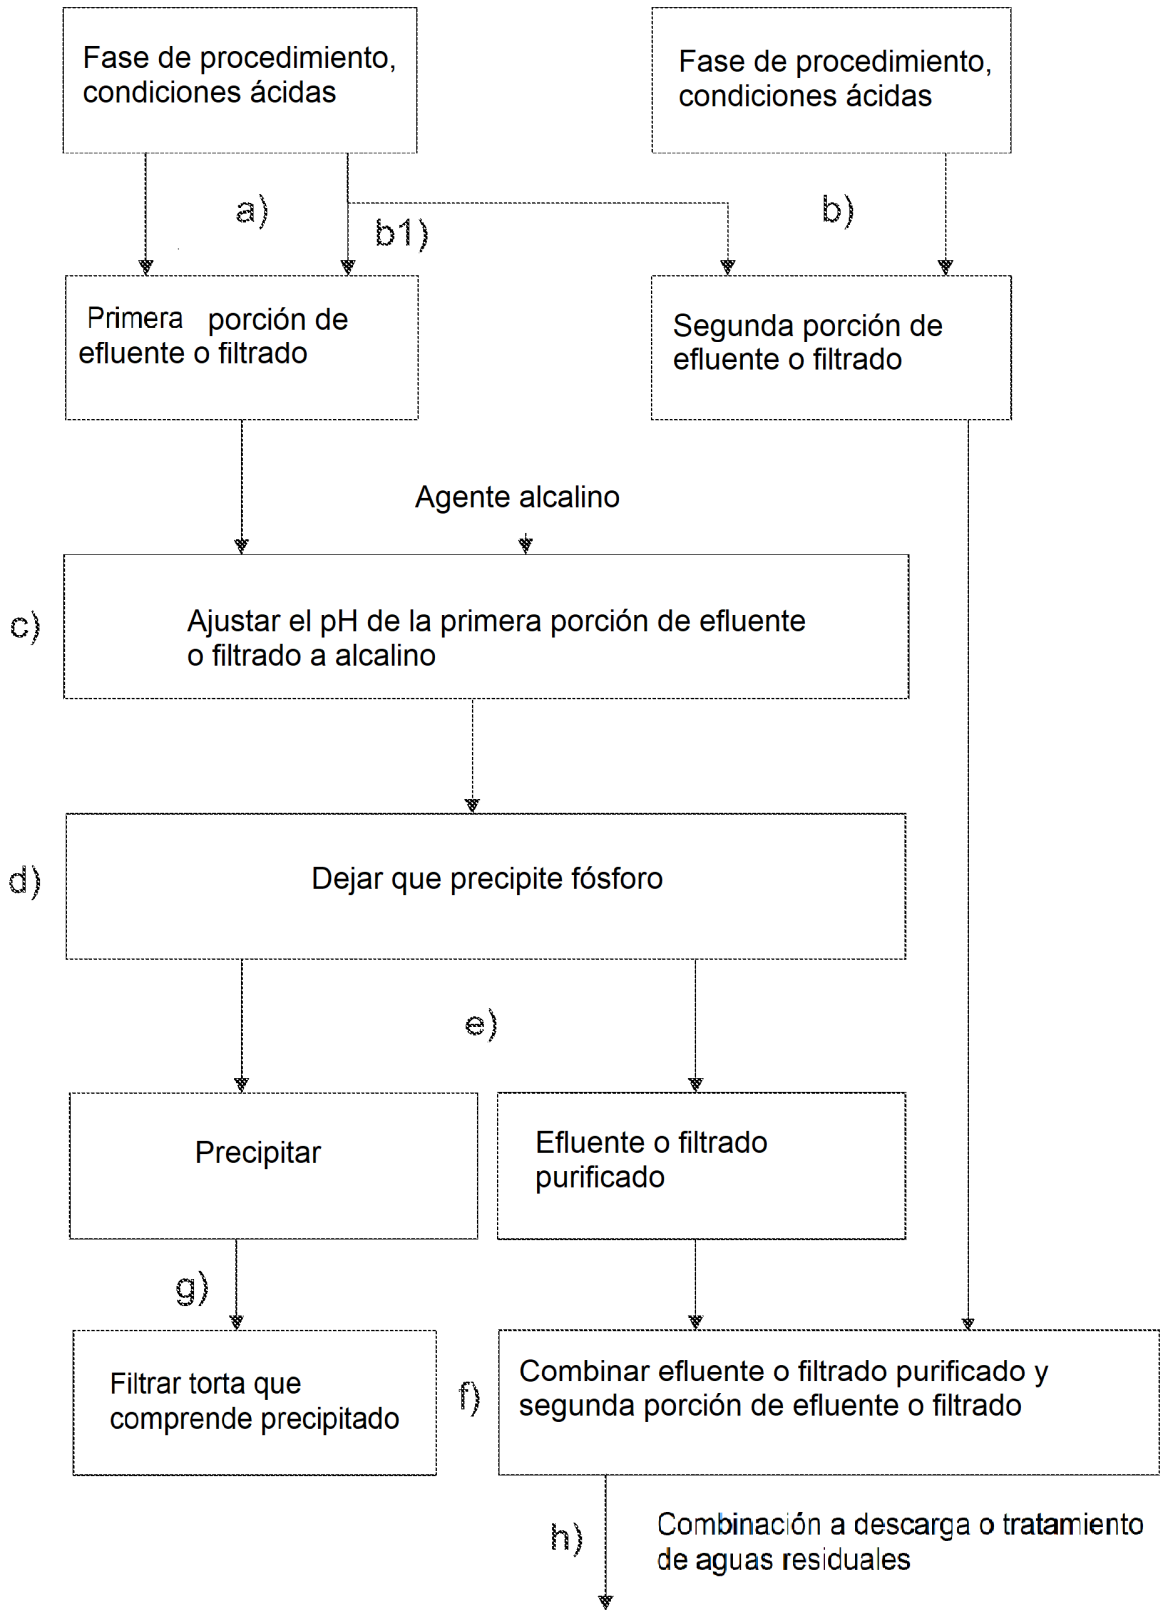 Fase de procedimiento,
condiciones ácidas
Fase de procedimiento,
condiciones ácidas
a)
b1)
b)
Primera porción de
efluente o filtrado
Segunda porción de
efluente o filtrado
Agente alcalino
c)
Ajustar el pH de la primera porción de efluente
o filtrado a alcalino
d)
Dejar que precipite fósforo
e)
Precipitar
Efluente o filtrado
purificado
g)
Filtrar torta que
comprende precipitado
f)
Combinar efluente o filtrado purificado y
segunda porción de efluente o filtrado
h)
Combinación a descarga o tratamiento
de aguas residuales